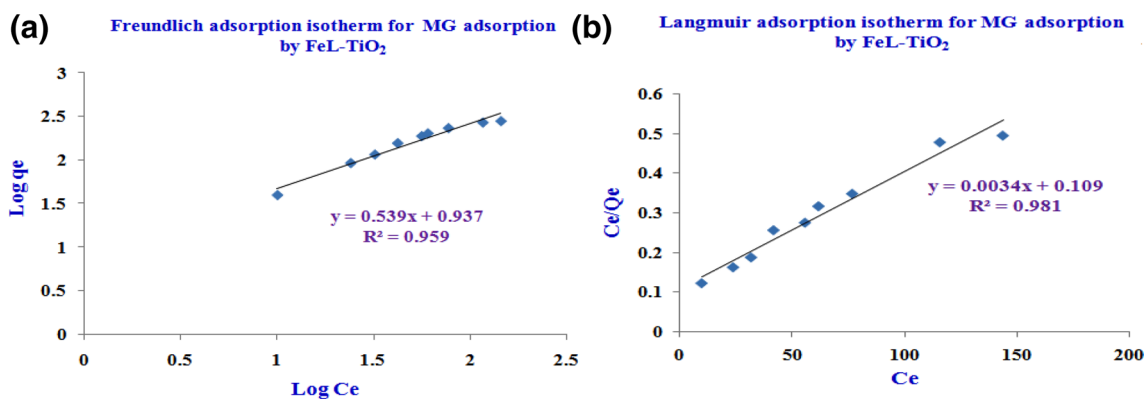 (a)
Freundlich adsorption isotherm for MG adsorption
by FeL-TiO₂
3
2.5
2
1.5
1
0.5
0
Log qe
y = 0.539x + 0.937
R² = 0.959
0 0.5 1 1.5 2 2.5
Log Ce
(b)
Langmuir adsorption isotherm for MG adsorption
by FeL-TiO₂
0.6
0.5
0.4
0.3
0.2
0.1
0
Ce/Qe
y = 0.0034x + 0.109
R² = 0.981
0 50 100 150 200
Ce